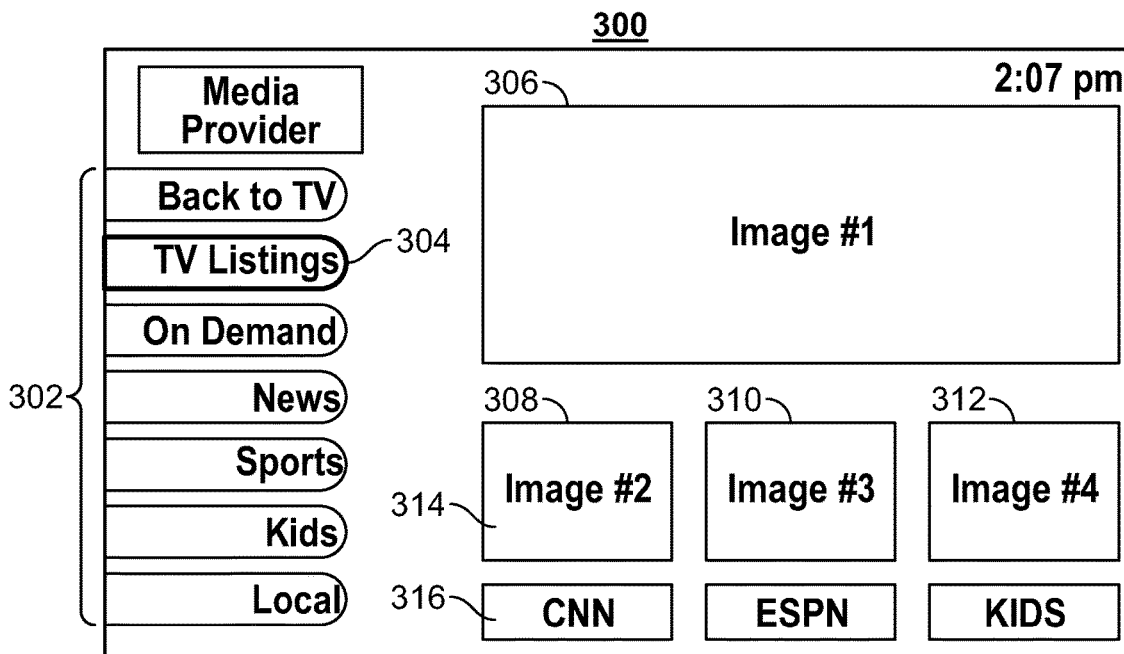 300
Media
Provider
2:07 pm
306
Back to TV
TV Listings
304
Image #1
On Demand
302
News
308
310
312
Sports
Image #2
Image #3
Image #4
314
Kids
Local
316
CNN
ESPN
KIDS